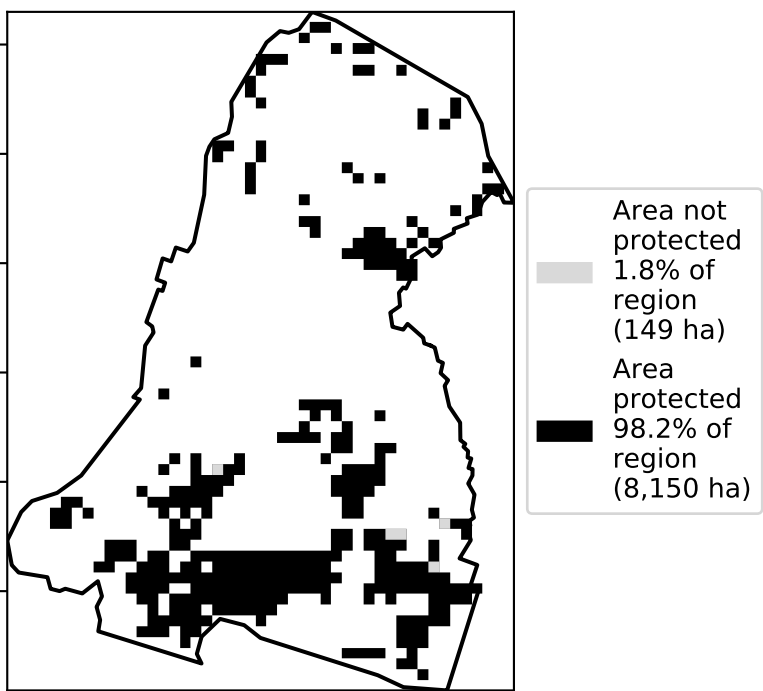 Area not
protected
1.8% of
region
(149 ha)
Area
protected
98.2% of
region
(8,150 ha)